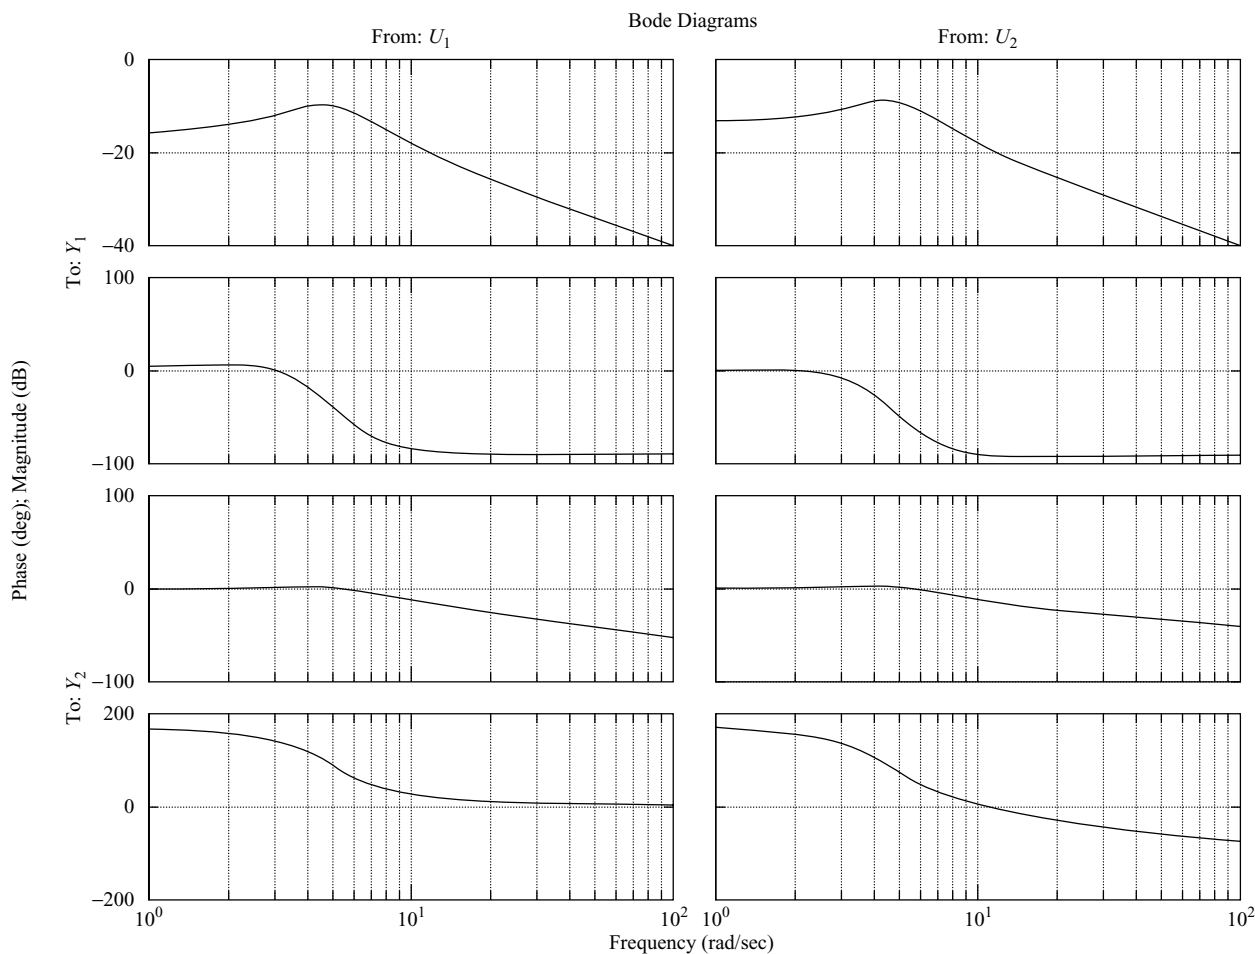 Bode Diagrams
From: U1
From: U2
0
−20
−40
To: Y1
100
0
−100
Phase (deg); Magnitude (dB)
100
0
−100
To: Y2
200
0
−200
10^0
10^1
10^2
10^0
10^1
10^2
Frequency (rad/sec)